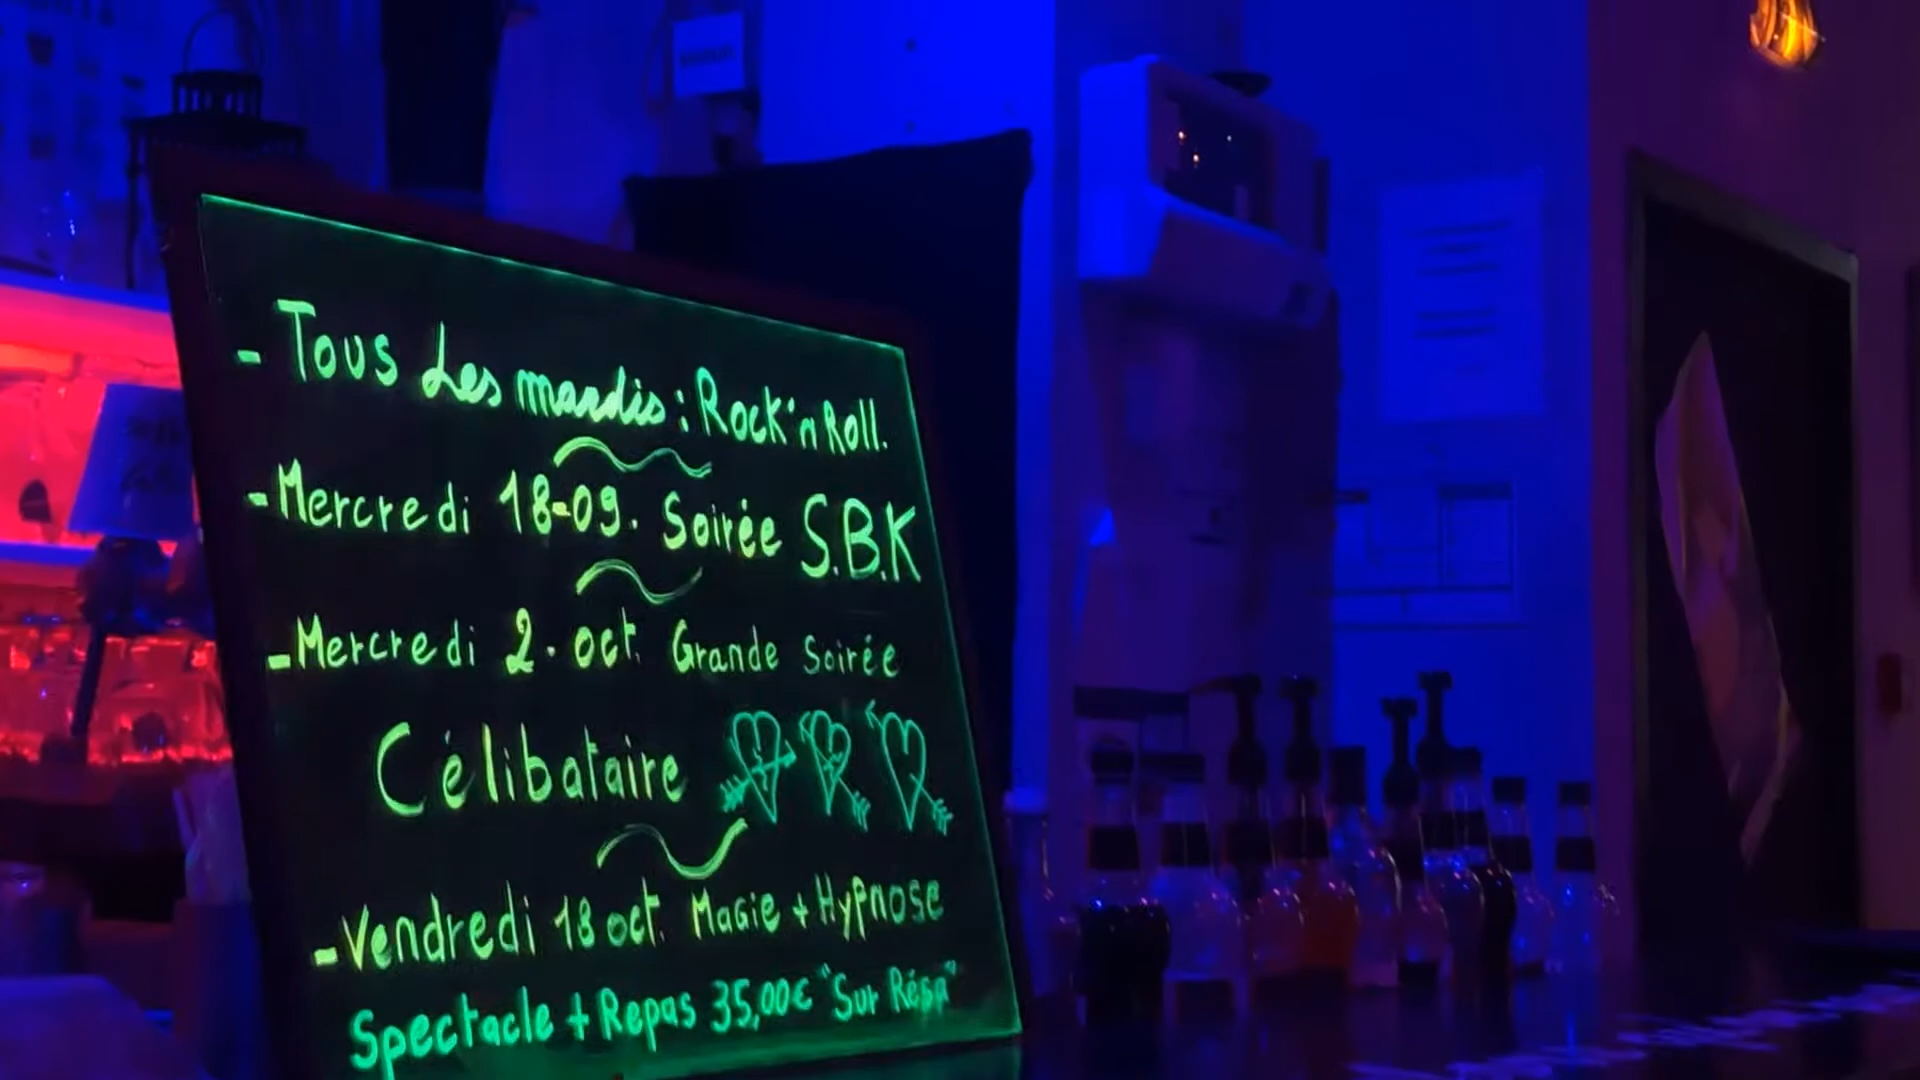 - Tous Les mardis : Rock'n Roll.
- Mercredi 18-09. Soirée S.B.K
- Mercredi 2. oct. Grande Soirée
Célibataire
- Vendredi 18 oct. Magie + Hypnose
Spectacle + Repas 35,00€ "Sur Résa"